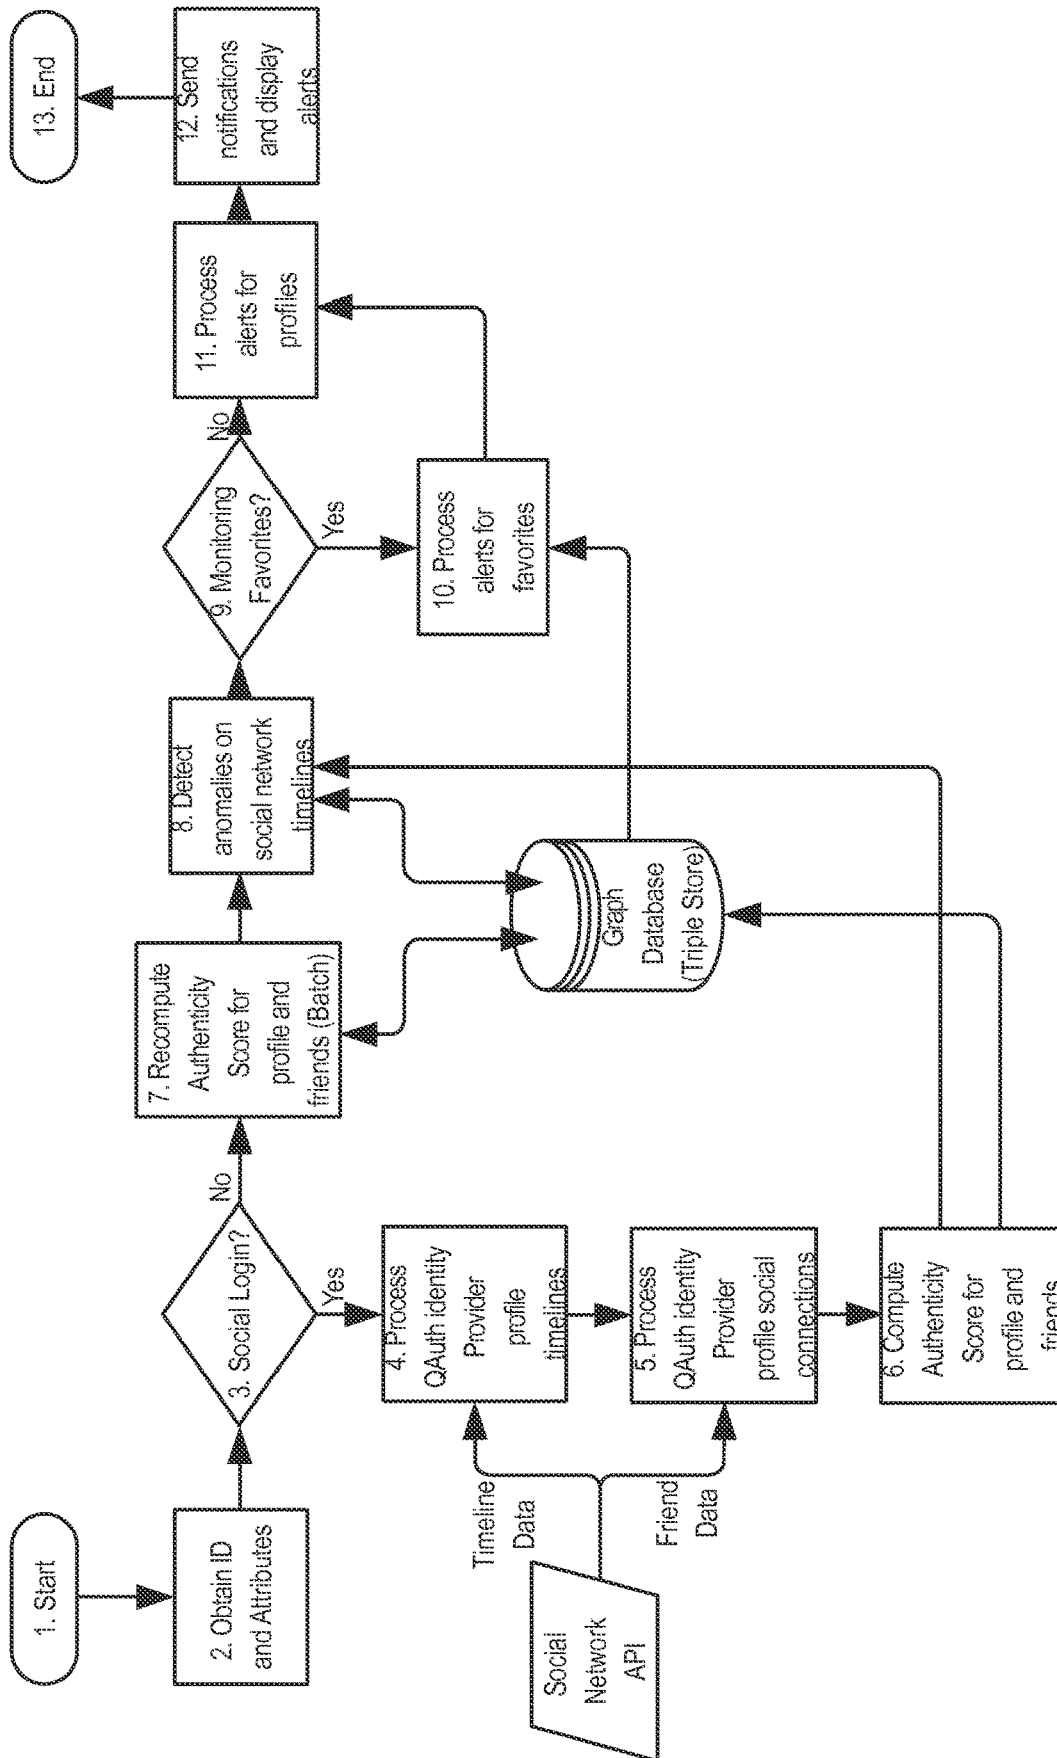 1. Start
2. Obtain ID
and Attributes
3. Social Login?
No
Yes
4. Process
QAuth identity
Provider
profile
timelines
5. Process
QAuth identity
Provider
profile social
connections
6. Compute
Authenticity
Score for
profile and
friends
Social
Network
API
Timeline
Data
Friend
Data
7. Recompute
Authenticity
Score for
profile and
friends (Batch)
Graph
Database
(Triple Store)
8. Detect
anomalies on
social network
timelines
9. Monitoring
Favorites?
No
Yes
10. Process
alerts for
favorites
11. Process
alerts for
profiles
12. Send
notifications
and display
alerts
13. End